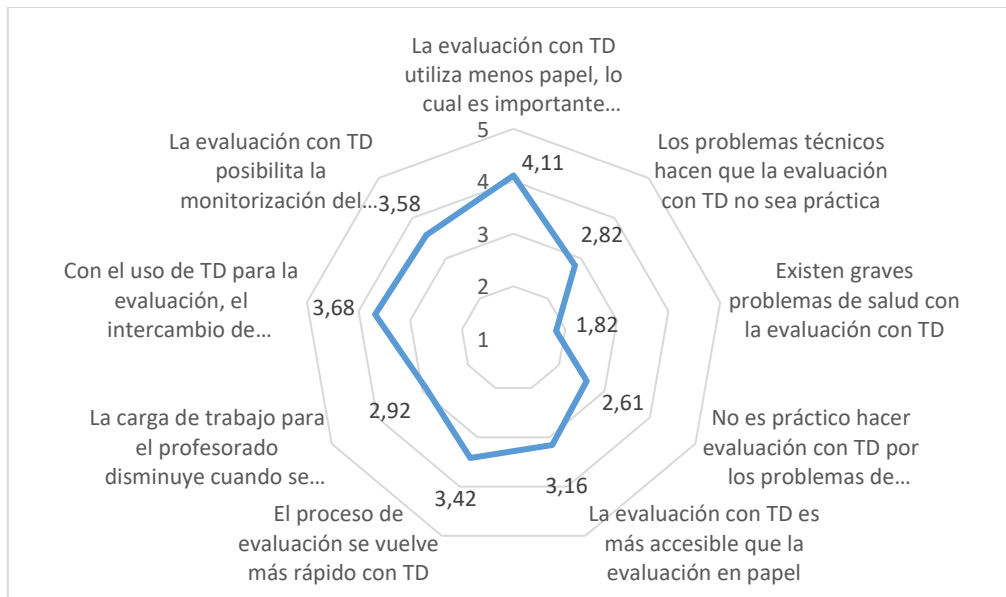 La evaluación con TD
utiliza menos papel, lo
cual es importante...
5
4,11
4
3
2
1
Los problemas técnicos
hacen que la evaluación
con TD no sea práctica
2,82
Existen graves
problemas de salud con
la evaluación con TD
1,82
No es práctico hacer
evaluación con TD por
los problemas de...
2,61
La evaluación con TD es
más accesible que la
evaluación en papel
3,16
El proceso de
evaluación se vuelve
más rápido con TD
3,42
La carga de trabajo para
el profesorado
disminuye cuando se...
2,92
Con el uso de TD para la
evaluación, el
intercambio de...
3,68
La evaluación con TD
posibilita la
monitorización del...
3,58